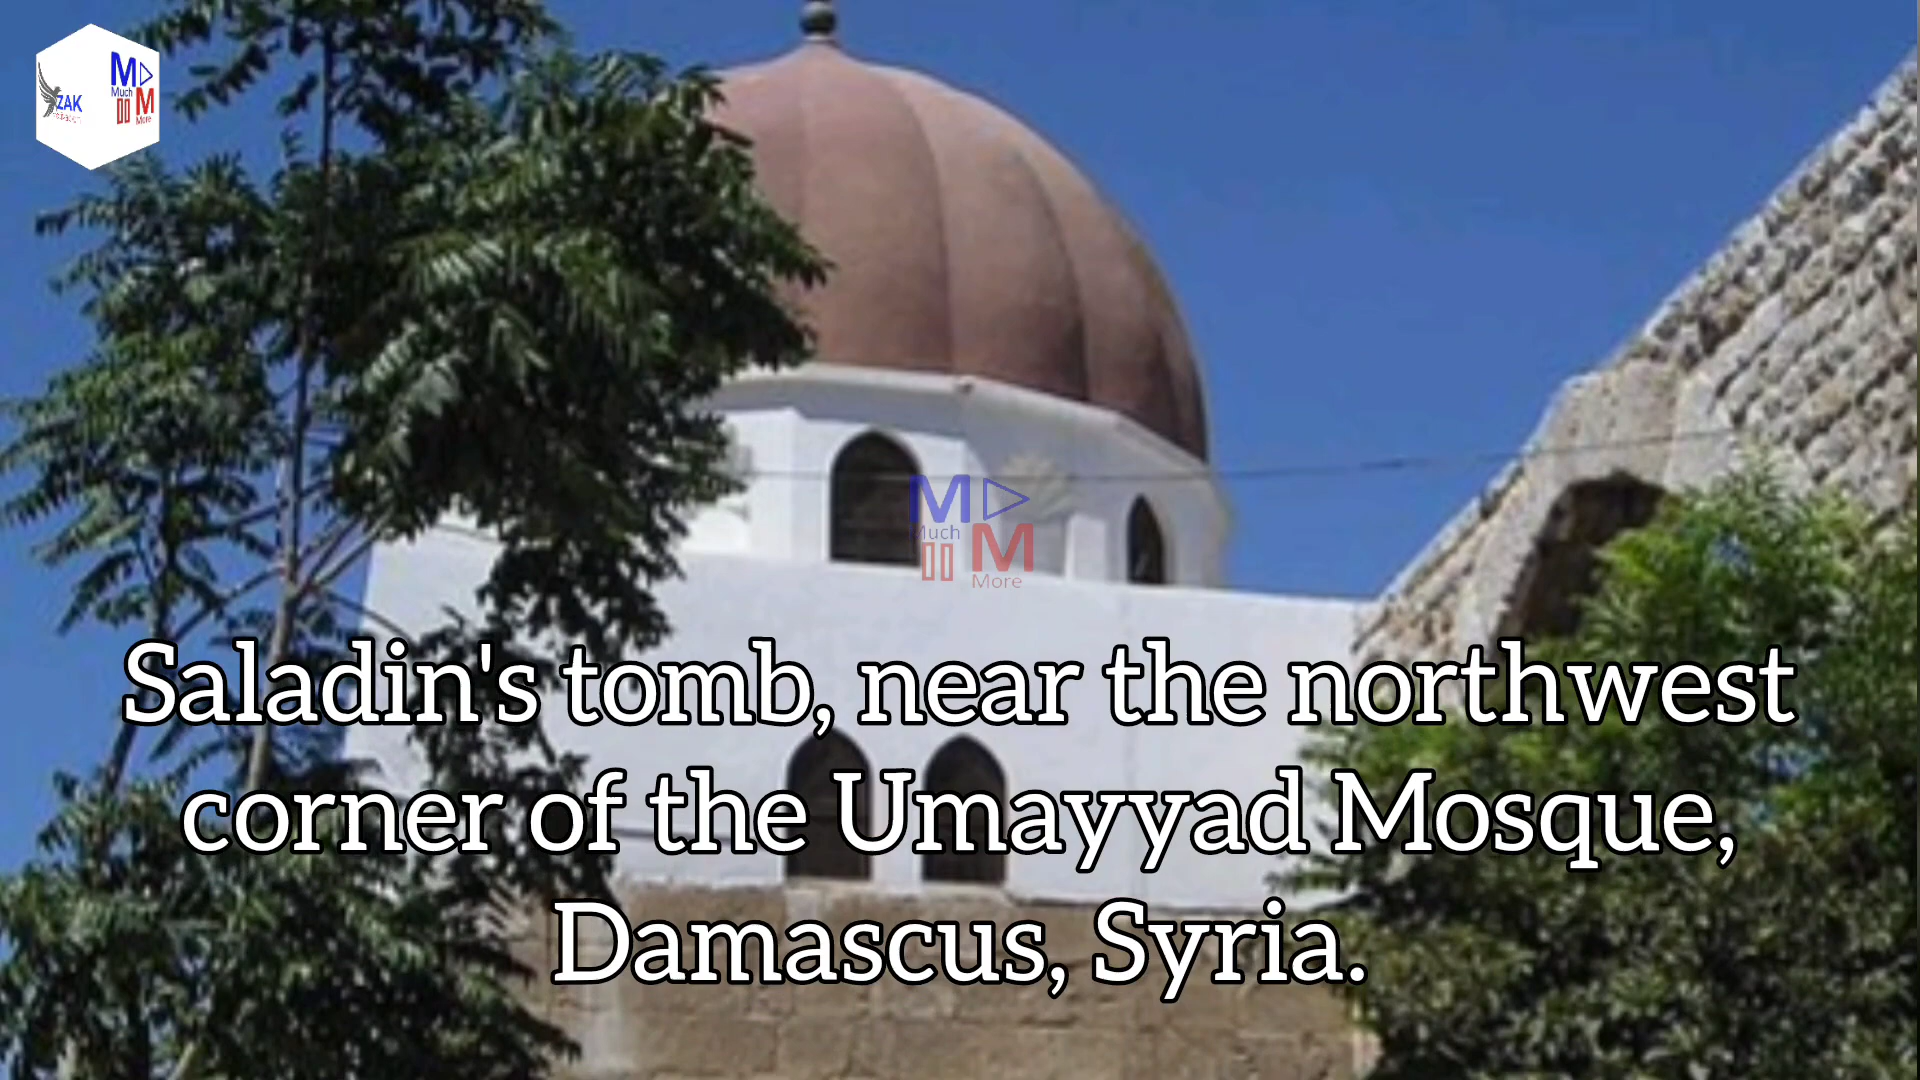 ZAK
M
Much
M
More
M
Much
M
More
Saladin's tomb, near the northwest
corner of the Umayyad Mosque,
Damascus, Syria.